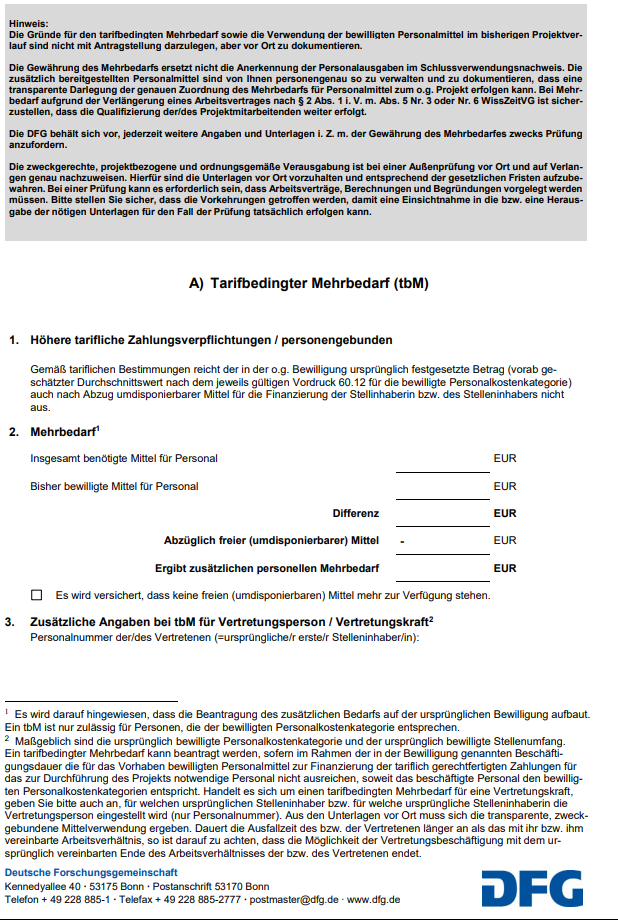 Hinweis:
Die Gründe für den tarifbedingten Mehrbedarf sowie die Verwendung der bewilligten Personalmittel im bisherigen Projektver-
lauf sind nicht mit Antragstellung darzulegen, aber vor Ort zu dokumentieren.
Die Gewährung des Mehrbedarfs ersetzt nicht die Anerkennung der Personalausgaben im Schlussverwendungsnachweis. Die
zusätzlich bereitgestellten Personalmittel sind von Ihnen personengenau so zu verwalten und zu dokumentieren, dass eine
transparente Darlegung der genauen Zuordnung des Mehrbedarfs für Personalmittel zum o.g. Projekt erfolgen kann. Bei Mehr-
bedarf aufgrund der Verlängerung eines Arbeitsvertrages nach § 2 Abs. 1 i. V. m. Abs. 5 Nr. 3 oder Nr. 6 WissZeitVG ist sicher-
zustellen, dass die Qualifizierung der/des Projektmitarbeitenden weiter erfolgt.
Die DFG behält sich vor, jederzeit weitere Angaben und Unterlagen i. Z. m. der Gewährung des Mehrbedarfes zwecks Prüfung
anzufordern.
Die zweckgerechte, projektbezogene und ordnungsgemäße Verausgabung ist bei einer Außenprüfung vor Ort und auf Verlan-
gen genau nachzuweisen. Hierfür sind die Unterlagen vor Ort vorzuhalten und entsprechend der gesetzlichen Fristen aufzube-
wahren. Bei einer Prüfung kann es erforderlich sein, dass Arbeitsverträge, Berechnungen und Begründungen vorgelegt werden
müssen. Bitte stellen Sie sicher, dass die Vorkehrungen getroffen werden, damit eine Einsichtnahme in die bzw. eine Heraus-
gabe der nötigen Unterlagen für den Fall der Prüfung tatsächlich erfolgen kann.
A) Tarifbedingter Mehrbedarf (tbM)
1. Höhere tarifliche Zahlungsverpflichtungen / personengebunden
Gemäß tariflichen Bestimmungen reicht der in der o.g. Bewilligung ursprünglich festgesetzte Betrag (vorab ge-
schätzter Durchschnittswert nach dem jeweils gültigen Vordruck 60.12 für die bewilligte Personalkostenkategorie)
auch nach Abzug umdisponierbarer Mittel für die Finanzierung der Stellinhaberin bzw. des Stelleninhabers nicht
aus.
2. Mehrbedarf1
Insgesamt benötigte Mittel für Personal EUR
Bisher bewilligte Mittel für Personal EUR
Differenz EUR
Abzüglich freier (umdisponierbarer) Mittel - EUR
Ergibt zusätzlichen personellen Mehrbedarf EUR
Es wird versichert, dass keine freien (umdisponierbaren) Mittel mehr zur Verfügung stehen.
3. Zusätzliche Angaben bei tbM für Vertretungsperson / Vertretungskraft2
Personalnummer der/des Vertretenen (=ursprüngliche/r erste/r Stelleninhaber/in):
1 Es wird darauf hingewiesen, dass die Beantragung des zusätzlichen Bedarfs auf der ursprünglichen Bewilligung aufbaut.
Ein tbM ist nur zulässig für Personen, die der bewilligten Personalkostenkategorie entsprechen.
2 Maßgeblich sind die ursprünglich bewilligte Personalkostenkategorie und der ursprünglich bewilligte Stellenumfang.
Ein tarifbedingter Mehrbedarf kann beantragt werden, sofern im Rahmen der in der Bewilligung genannten Beschäfti-
gungsdauer die für das Vorhaben bewilligten Personalmittel zur Finanzierung der tariflich gerechtfertigten Zahlungen für
das zur Durchführung des Projekts notwendige Personal nicht ausreichen, soweit das beschäftigte Personal den bewillig-
ten Personalkostenkategorien entspricht. Handelt es sich um einen tarifbedingten Mehrbedarf für eine Vertretungskraft,
geben Sie bitte auch an, für welchen ursprünglichen Stelleninhaber bzw. für welche ursprüngliche Stelleninhaberin die
Vertretungsperson eingestellt wird (nur Personalnummer). Aus den Unterlagen vor Ort muss sich die transparente, zweck-
gebundene Mittelverwendung ergeben. Dauert die Ausfallzeit des bzw. der Vertretenen länger an als das mit ihr bzw. ihm
vereinbarte Arbeitsverhältnis, so ist darauf zu achten, dass die Möglichkeit der Vertretungsbeschäftigung mit dem ur-
sprünglich vereinbarten Ende des Arbeitsverhältnisses der bzw. des Vertretenen endet.
Deutsche Forschungsgemeinschaft
Kennedyallee 40 · 53175 Bonn · Postanschrift 53170 Bonn
Telefon + 49 228 885-1 · Telefax + 49 228 885-2777 · postmaster@dfg.de · www.dfg.de
DFG